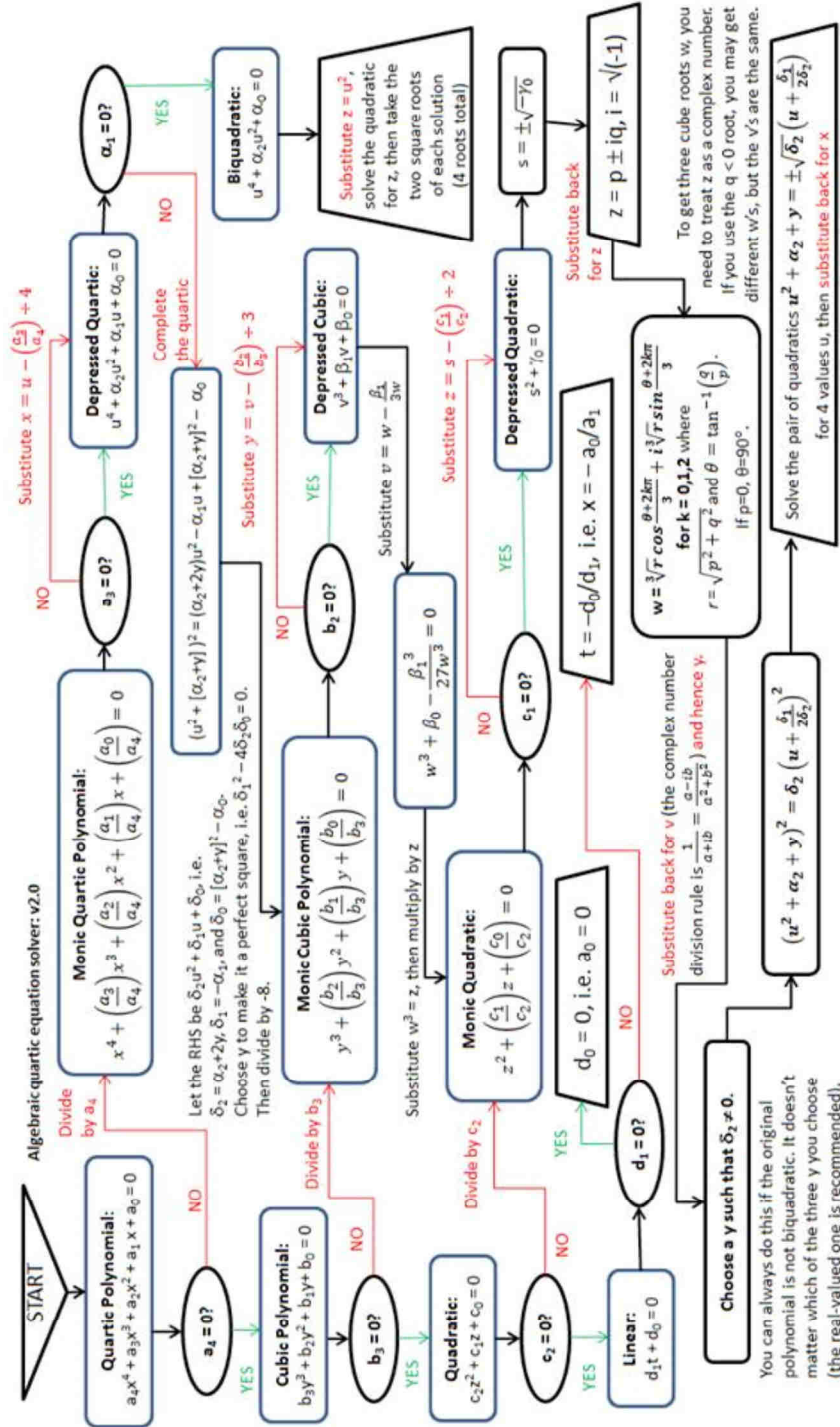 Algebraic quartic equation solver: v2.0
START
Quartic Polynomial:
a₄x⁴ + a₃x³ + a₂x² + a₁x + a₀ = 0
a₄ = 0?
NO
Divide
by a₄
Monic Quartic Polynomial:
x⁴ + (a₃/a₄)x³ + (a₂/a₄)x² + (a₁/a₄)x + (a₀/a₄) = 0
a₃ = 0?
NO
Substitute x = u − (a₃/a₄) ÷ 4
YES
Depressed Quartic:
u⁴ + α₂u² + α₁u + α₀ = 0
α₁ = 0?
YES
Biquadratic:
u⁴ + α₂u² + α₀ = 0
Substitute z = u²,
solve the quadratic
for z, then take the
two square roots
of each solution
(4 roots total)
NO
Complete
the quartic
(u² + [α₂+y] )² = (α₂+2y)u² − α₁u + [α₂+y]² − α₀
Let the RHS be δ₂u² + δ₁u + δ₀, i.e.
δ₂ = α₂+2y, δ₁ = −α₁, and δ₀ = [α₂+y]² − α₀.
Choose y to make it a perfect square, i.e. δ₁² − 4δ₂δ₀ = 0.
Then divide by -8.
YES
Cubic Polynomial:
b₃y³ + b₂y² + b₁y + b₀ = 0
b₃ = 0?
NO
Divide by b₃
Monic Cubic Polynomial:
y³ + (b₂/b₃)y² + (b₁/b₃)y + (b₀/b₃) = 0
b₂ = 0?
NO
Substitute y = v − (b₂/b₃) ÷ 3
YES
Depressed Cubic:
v³ + β₁v + β₀ = 0
Substitute v = w − β₁/3w
w³ + β₀ − β₁³/27w³ = 0
Substitute w³ = z, then multiply by z
YES
Quadratic:
c₂z² + c₁z + c₀ = 0
c₂ = 0?
NO
Divide by c₂
Monic Quadratic:
z² + (c₁/c₂)z + (c₀/c₂) = 0
c₁ = 0?
NO
Substitute z = s − (c₁/c₂) ÷ 2
YES
Depressed Quadratic:
s² + γ₀ = 0
s = ±√−γ₀
Substitute back
for z
z = p ± iq, i = √(-1)
YES
Linear:
d₁t + d₀ = 0
d₁ = 0?
YES
d₀ = 0, i.e. a₀ = 0
NO
t = −d₀/d₁, i.e. x = − a₀/a₁
To get three cube roots w, you
need to treat z as a complex number.
If you use the q < 0 root, you may get
different w's, but the v's are the same.
w = ³√r cos (θ+2kπ)/3 + i ³√r sin (θ+2kπ)/3
for k = 0,1,2 where
r = √p² + q² and θ = tan⁻¹(q/p).
If p=0, θ=90°.
Substitute back for v (the complex number
division rule is 1/(a+ib) = (a−ib)/(a²+b²)) and hence y.
Choose a y such that δ₂ ≠ 0.
You can always do this if the original
polynomial is not biquadratic. It doesn't
matter which of the three y you choose
(the real-valued one is recommended).
(u² + α₂ + y)² = δ₂ (u + δ₁/2δ₂)²
Solve the pair of quadratics u² + α₂ + y = ±√δ₂ (u + δ₁/2δ₂)
for 4 values u, then substitute back for x